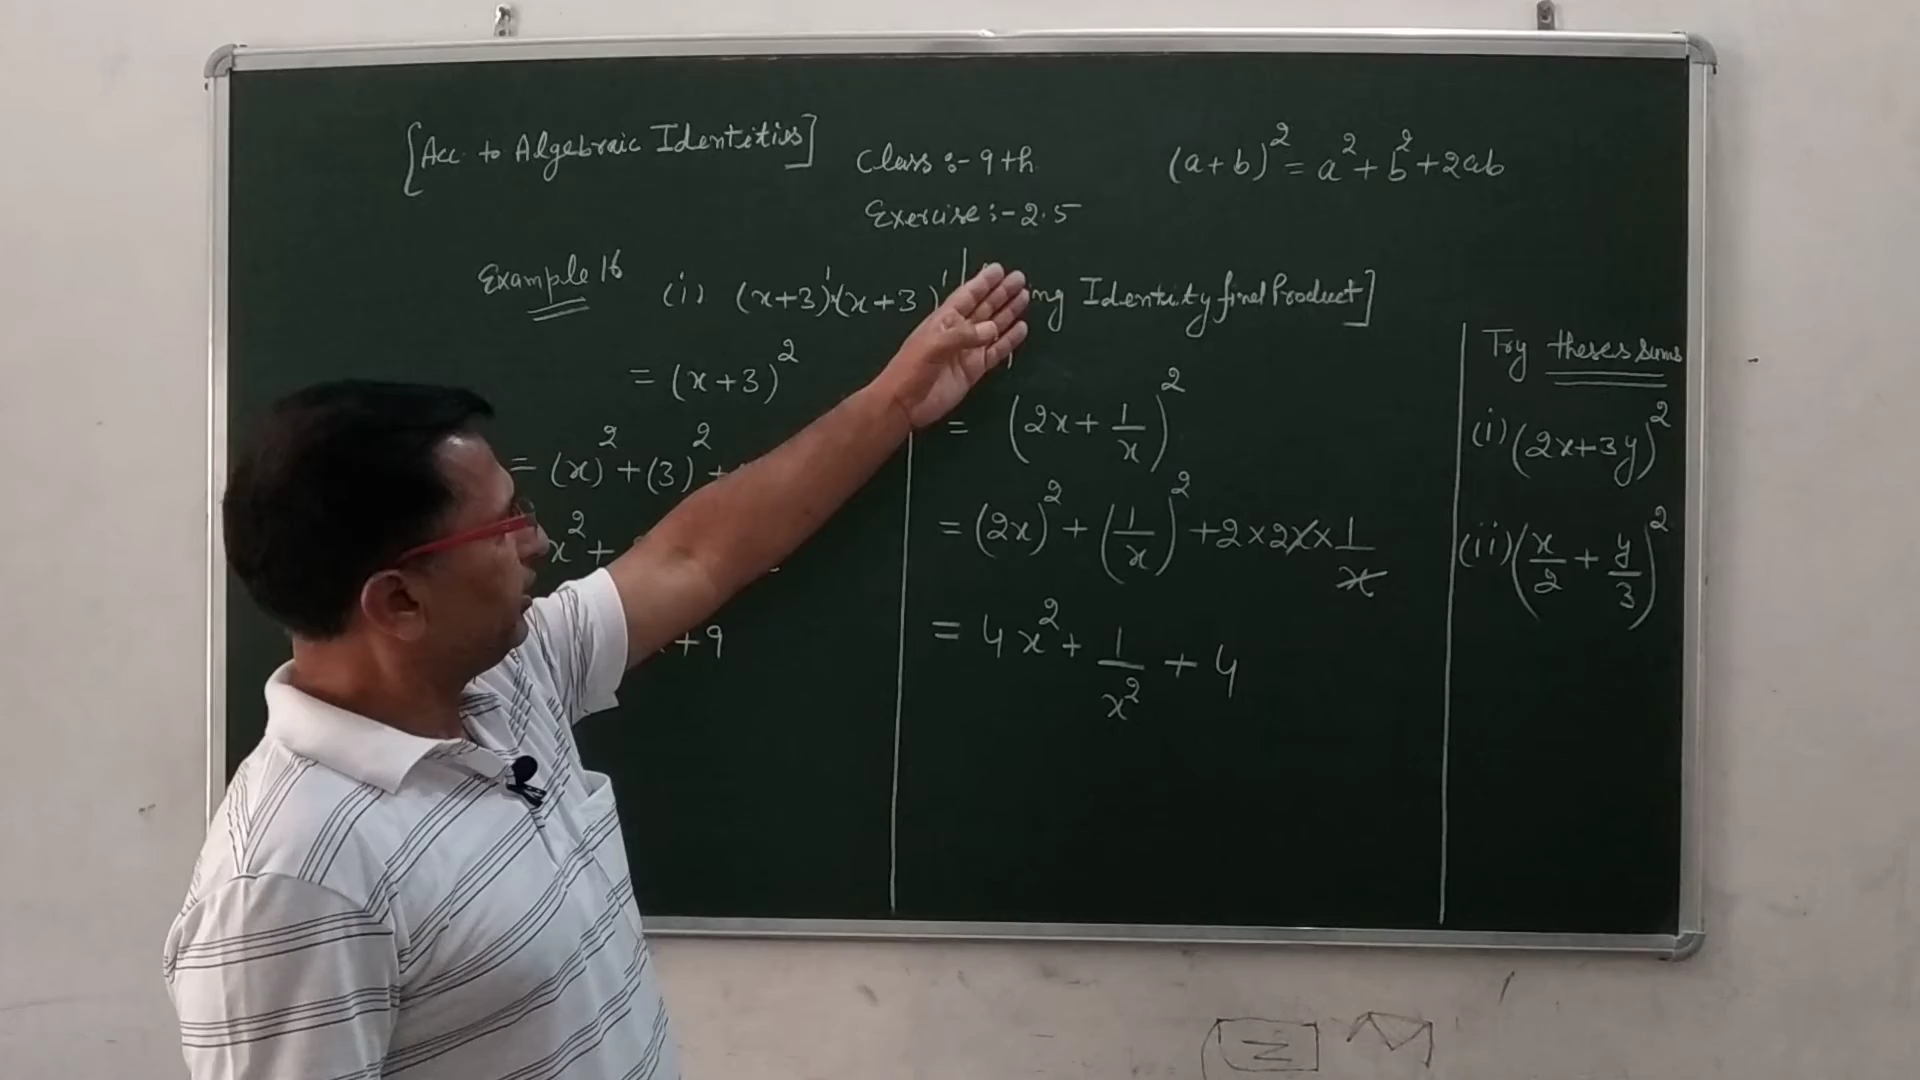 [Acc. to Algebraic Identities]
Class :- 9th
Exercise :- 2.5
(a+b)² = a² + b² + 2ab
Example 16 (i) (x+3)¹(x+3)¹
Identity find Product]
= (x+3)²
= (x)² + (3)² +
x² +
+9
= (2x + 1/x)²
= (2x)² + (1/x)² + 2×2x×1/x
= 4x² + 1/x² + 4
Try theses sums
(i) (2x+3y)²
(ii) (x/2 + y/3)²